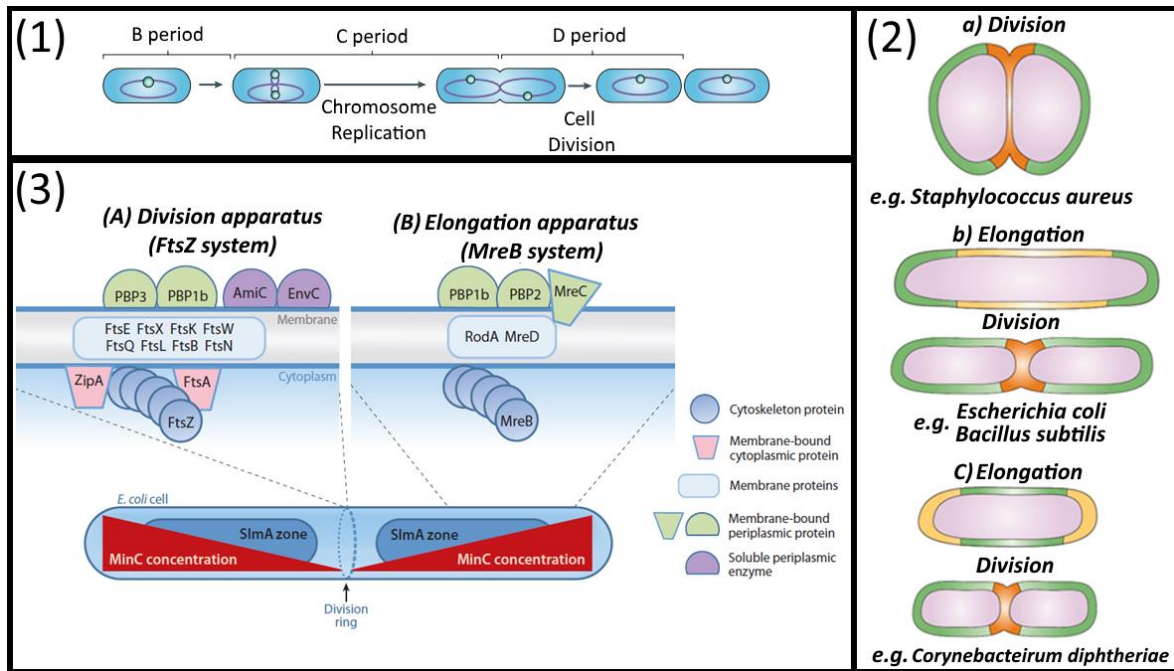 (1)
B period
C period
D period
Chromosome
Replication
Cell
Division
(2)
a) Division
e.g. Staphylococcus aureus
b) Elongation
Division
e.g. Escherichia coli
Bacillus subtilis
C) Elongation
Division
e.g. Corynebacteirum diphtheriae
(3)
(A) Division apparatus
(FtsZ system)
PBP3 PBP1b AmiC EnvC
Membrane
FtsE FtsX FtsK FtsW
FtsQ FtsL FtsB FtsN
Cytoplasm
ZipA FtsA
FtsZ
(B) Elongation apparatus
(MreB system)
PBP1b PBP2 MreC
RodA MreD
MreB
Cytoskeleton protein
Membrane-bound
cytoplasmic protein
Membrane proteins
Membrane-bound
periplasmic protein
Soluble periplasmic
enzyme
E. coli cell
SlmA zone SlmA zone
MinC concentration MinC concentration
Division
ring